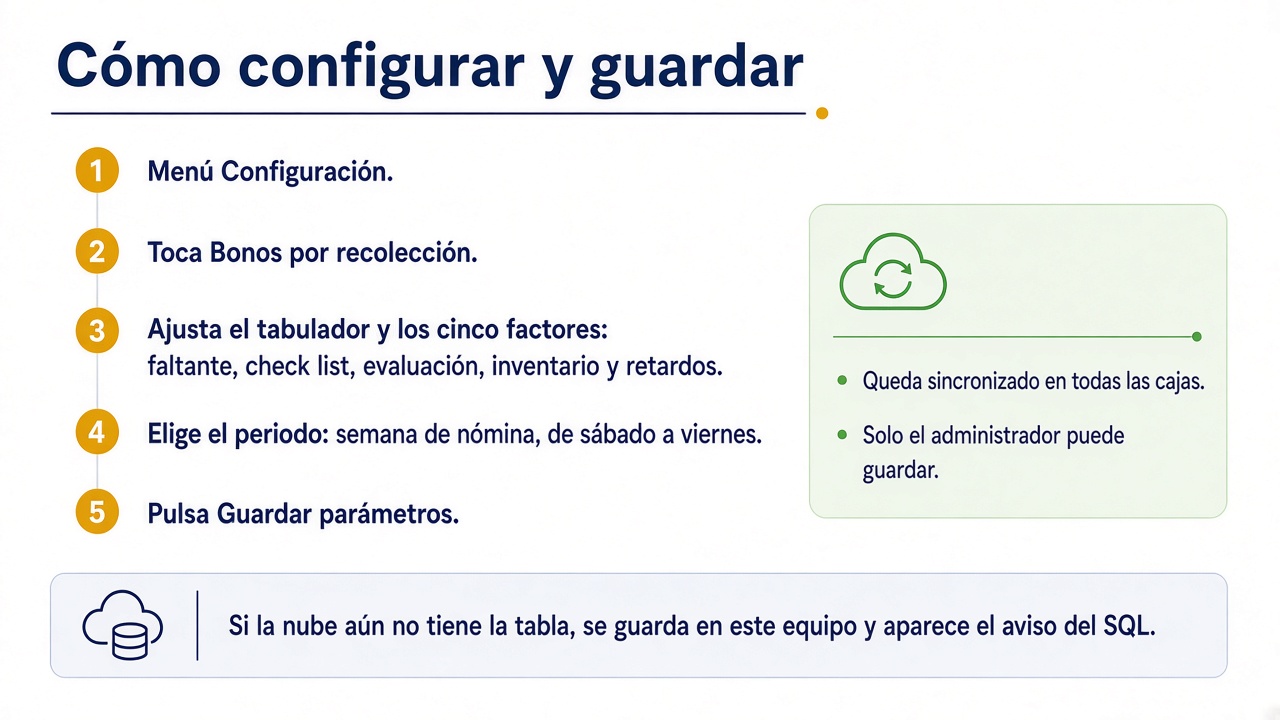 Cómo configurar y guardar
1 Menú Configuración.
2 Toca Bonos por recolección.
3 Ajusta el tabulador y los cinco factores:
faltante, check list, evaluación, inventario y retardos.
4 Elige el periodo: semana de nómina, de sábado a viernes.
5 Pulsa Guardar parámetros.
Queda sincronizado en todas las cajas.
Solo el administrador puede
guardar.
Si la nube aún no tiene la tabla, se guarda en este equipo y aparece el aviso del SQL.